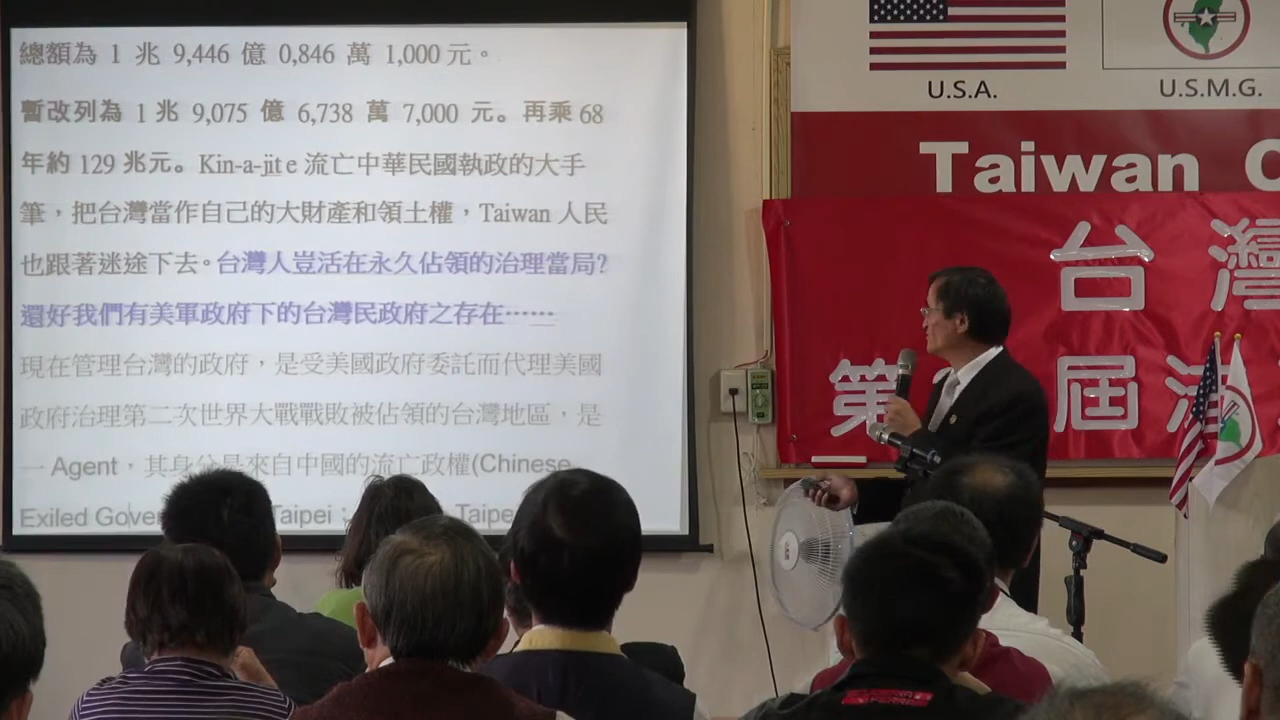 總額為 1 兆 9,446 億 0,846 萬 1,000 元。
暫改列為 1 兆 9,075 億 6,738 萬 7,000 元。再乘 68
年約 129 兆元。Kin-a-jit e 流亡中華民國執政的大手
筆，把台灣當作自己的大財產和領土權，Taiwan 人民
也跟著迷途下去。台灣人豈活在永久佔領的治理當局?
還好我們有美軍政府下的台灣民政府之存在……
現在管理台灣的政府，是受美國政府委託而代理美國
政府治理第二次世界大戰戰敗被佔領的台灣地區，是
一 Agent，其身分是來自中國的流亡政權(Chinese
Exiled Taipei
U.S.A.
U.S.M.G.
Taiwan C
台灣
第 屆